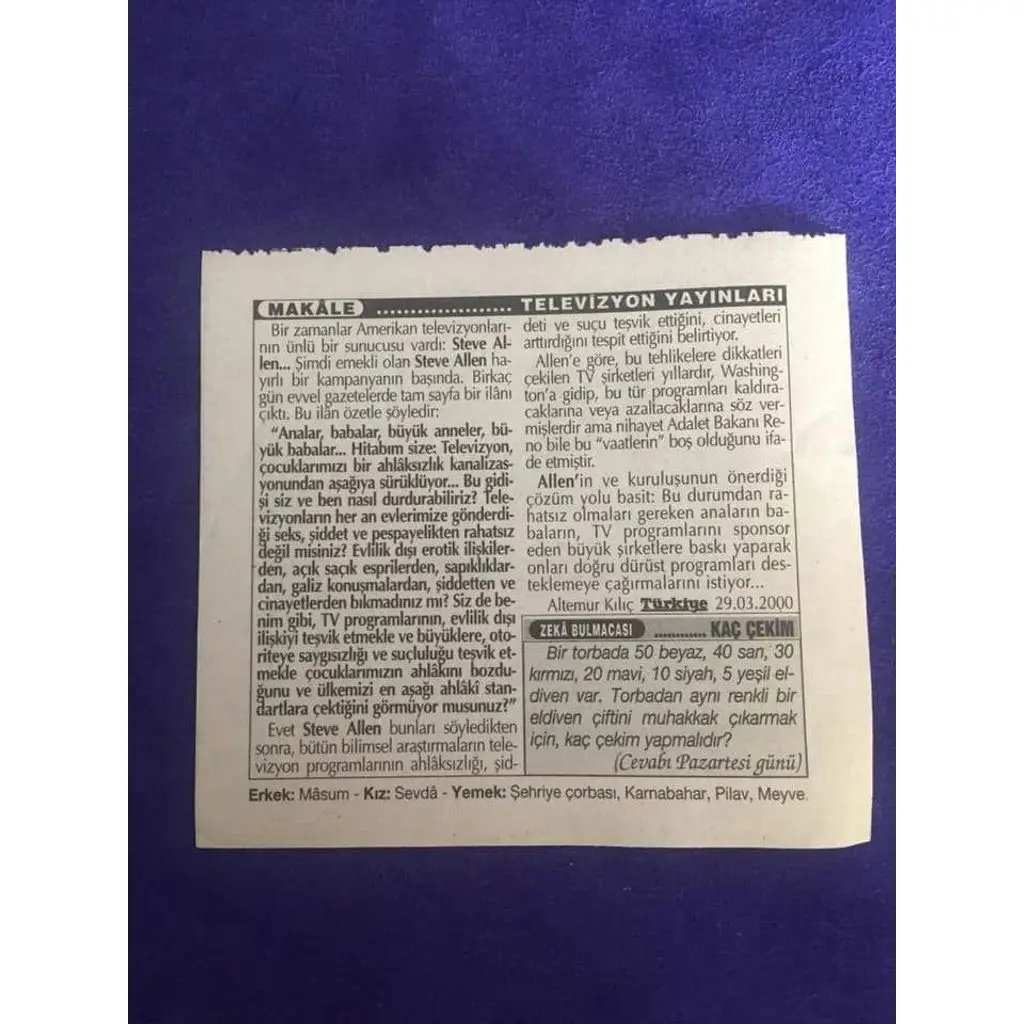 MAKÂLE .................... TELEVİZYON YAYINLARI
Bir zamanlar Amerikan televizyonları-
nın ünlü bir sunucusu vardı: Steve Al-
len... Şimdi emekli olan Steve Allen ha-
yırlı bir kampanyanın başında. Birkaç
gün evvel gazetelerde tam sayfa bir ilânı
çıktı. Bu ilân özetle şöyledir:
“Analar, babalar, büyük anneler, bü-
yük babalar... Hitabım size: Televizyon,
çocuklarımızı bir ahlâksızlık kanalizas-
yonundan aşağıya sürüklüyor... Bu gidi-
şi siz ve ben nasıl durdurabiliriz? Tele-
vizyonların her an evlerimize gönderdi-
ği seks, şiddet ve pespayelikten rahatsız
değil misiniz? Evlilik dışı erotik ilişkiler-
den, açık saçık esprilerden, sapıklıklar-
dan, galiz konuşmalardan, şiddetten ve
cinayetlerden bıkmadınız mı? Siz de be-
nim gibi, TV programlarının, evlilik dışı
ilişkiyi teşvik etmekle ve büyüklere, oto-
riteye saygısızlığı ve suçluluğu teşvik et-
mekle çocuklarımızın ahlâkını bozdu-
ğunu ve ülkemizi en aşağı ahlâkî stan-
dartlara çektiğini görmüyor musunuz?”
Evet Steve Allen bunları söyledikten
sonra, bütün bilimsel araştırmaların tele-
vizyon programlarının ahlâksızlığı, şid-
deti ve suçu teşvik ettiğini, cinayetleri
arttırdığını tespit ettiğini belirtiyor.
Allen’e göre, bu tehlikelere dikkatleri
çekilen TV şirketleri yıllardır, Washing-
ton’a gidip, bu tür programları kaldıra-
caklarına veya azaltacaklarına söz ver-
mişlerdir ama nihayet Adalet Bakanı Re-
no bile bu “vaatlerin” boş olduğunu ifa-
de etmiştir.
Allen’in ve kuruluşunun önerdiği
çözüm yolu basit: Bu durumdan ra-
hatsız olmaları gereken anaların ba-
baların, TV programlarını sponsor
eden büyük şirketlere baskı yaparak
onları doğru dürüst programları des-
teklemeye çağırmalarını istiyor...
Altemur Kılıç Türkiye 29.03.2000
ZEKÂ BULMACASI ............ KAÇ ÇEKİM
Bir torbada 50 beyaz, 40 sarı, 30
kırmızı, 20 mavi, 10 siyah, 5 yeşil el-
diven var. Torbadan aynı renkli bir
eldiven çiftini muhakkak çıkarmak
için, kaç çekim yapmalıdır?
(Cevabı Pazartesi günü)
Erkek: Mâsum - Kız: Sevdâ - Yemek: Şehriye çorbası, Karnabahar, Pilav, Meyve.